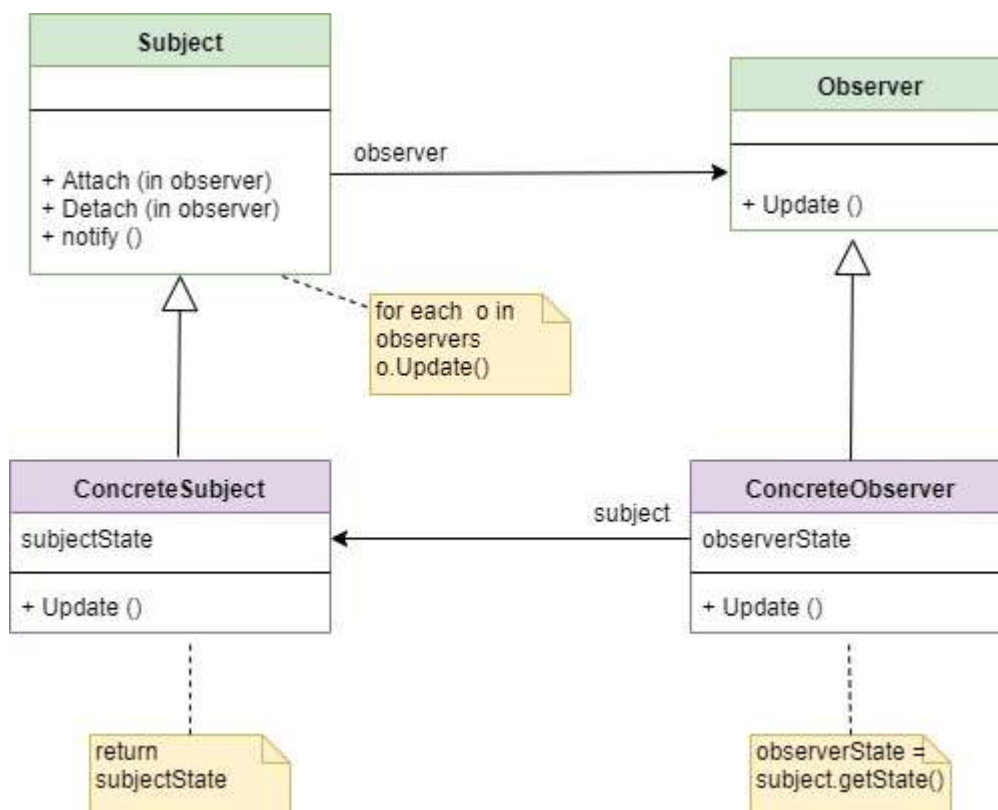 Subject
+ Attach (in observer)
+ Detach (in observer)
+ notify ()
observer
Observer
+ Update ()
for each o in
observers
o.Update()
ConcreteSubject
subjectState
+ Update ()
subject
ConcreteObserver
observerState
+ Update ()
return
subjectState
observerState =
subject.getState()